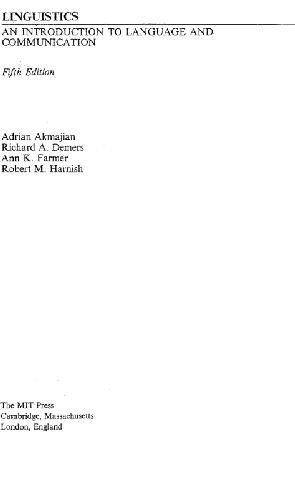 LINGUISTICS
AN INTRODUCTION TO LANGUAGE AND
COMMUNICATION
Fifth Edition
Adrian Akmajian
Richard A. Demers
Ann K. Farmer
Robert M. Harnish
The MIT Press
Cambridge, Massachusetts
London, England